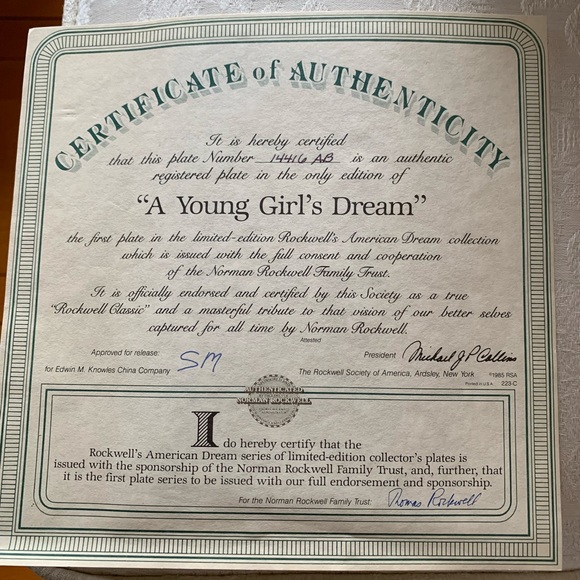 CERTIFICATE of AUTHENTICITY
It is hereby certified
that this plate Number 14416 AB is an authentic
registered plate in the only edition of
“A Young Girl’s Dream”
the first plate in the limited-edition Rockwell’s American Dream collection
which is issued with the full consent and cooperation
of the Norman Rockwell Family Trust.
It is officially endorsed and certified by this Society as a true
“Rockwell Classic” and a masterful tribute to that vision of our better selves
captured for all time by Norman Rockwell.
Attested
Approved for release: SM
President Michael J P Collins
for Edwin M. Knowles China Company
The Rockwell Society of America, Ardsley, New York ©1985 RSA
Printed in U.S.A. 223-C
AUTHENTICATED
NORMAN ROCKWELL
I do hereby certify that the
Rockwell’s American Dream series of limited-edition collector’s plates is
issued with the sponsorship of the Norman Rockwell Family Trust, and, further, that
it is the first plate series to be issued with our full endorsement and sponsorship.
For the Norman Rockwell Family Trust: Thomas Rockwell